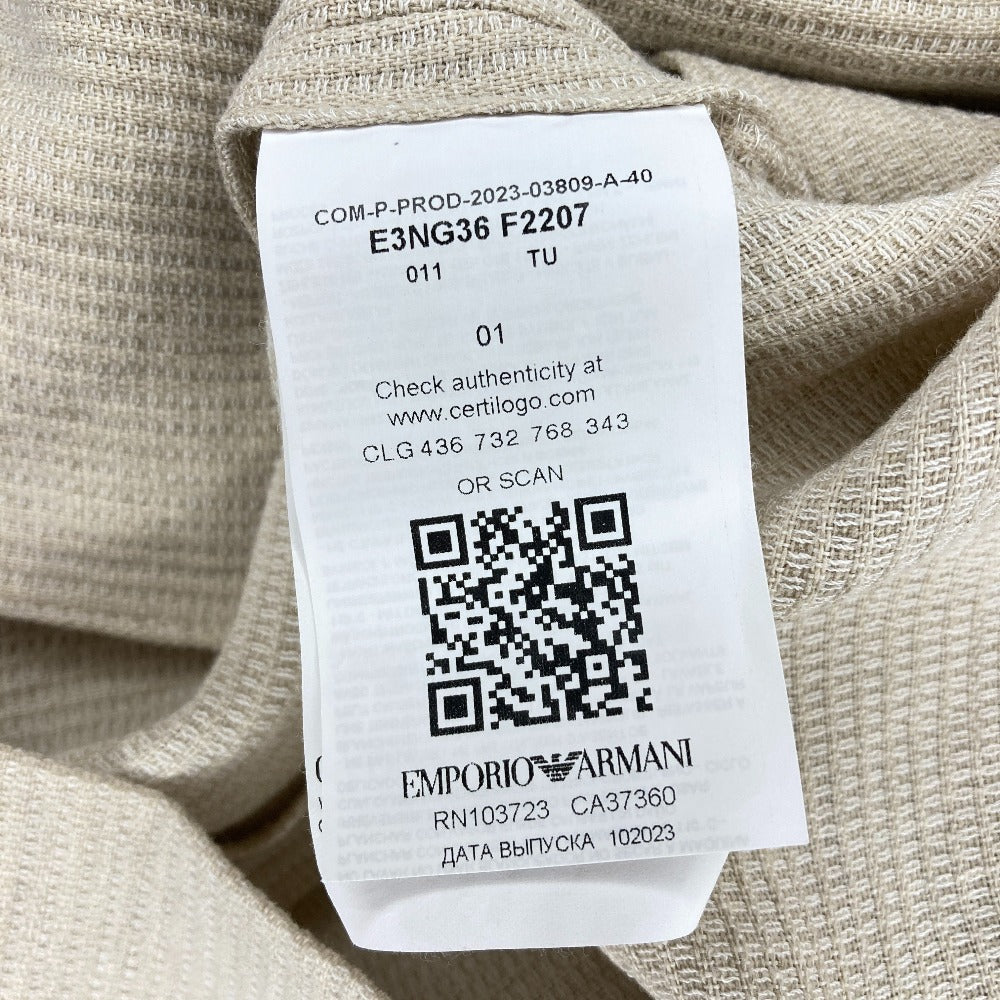 COM-P-PROD-2023-03809-A-40
E3NG36 F2207
011 TU
01
Check authenticity at
www.certilogo.com
CLG 436 732 768 343
OR SCAN
EMPORIO ARMANI
RN103723 CA37360
ДАТА ВЫПУСКА 102023